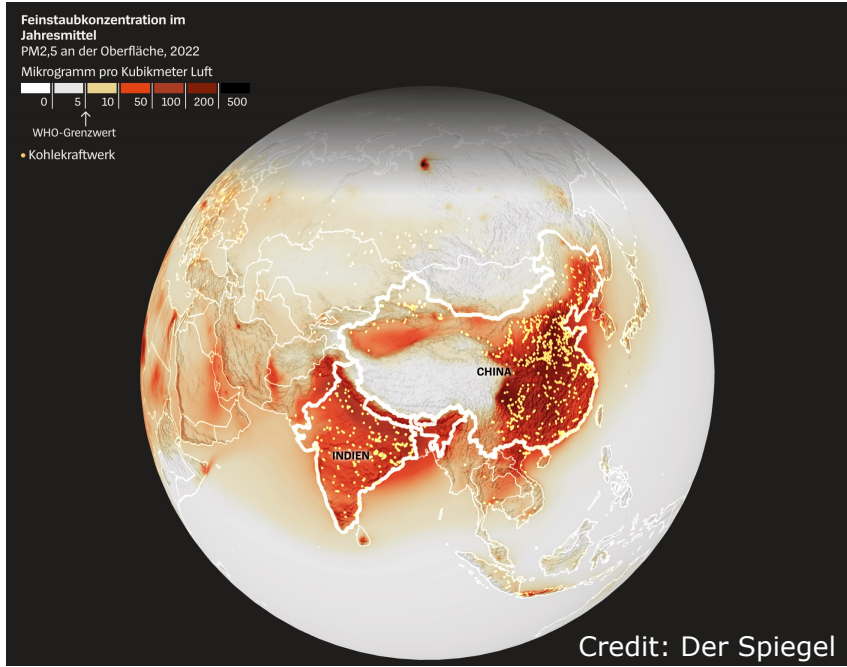 Feinstaubkonzentration im
Jahresmittel
PM2,5 an der Oberfläche, 2022
Mikrogramm pro Kubikmeter Luft
0 5 10 50 100 200 500
WHO-Grenzwert
Kohlekraftwerk
CHINA
INDIEN
Credit: Der Spiegel